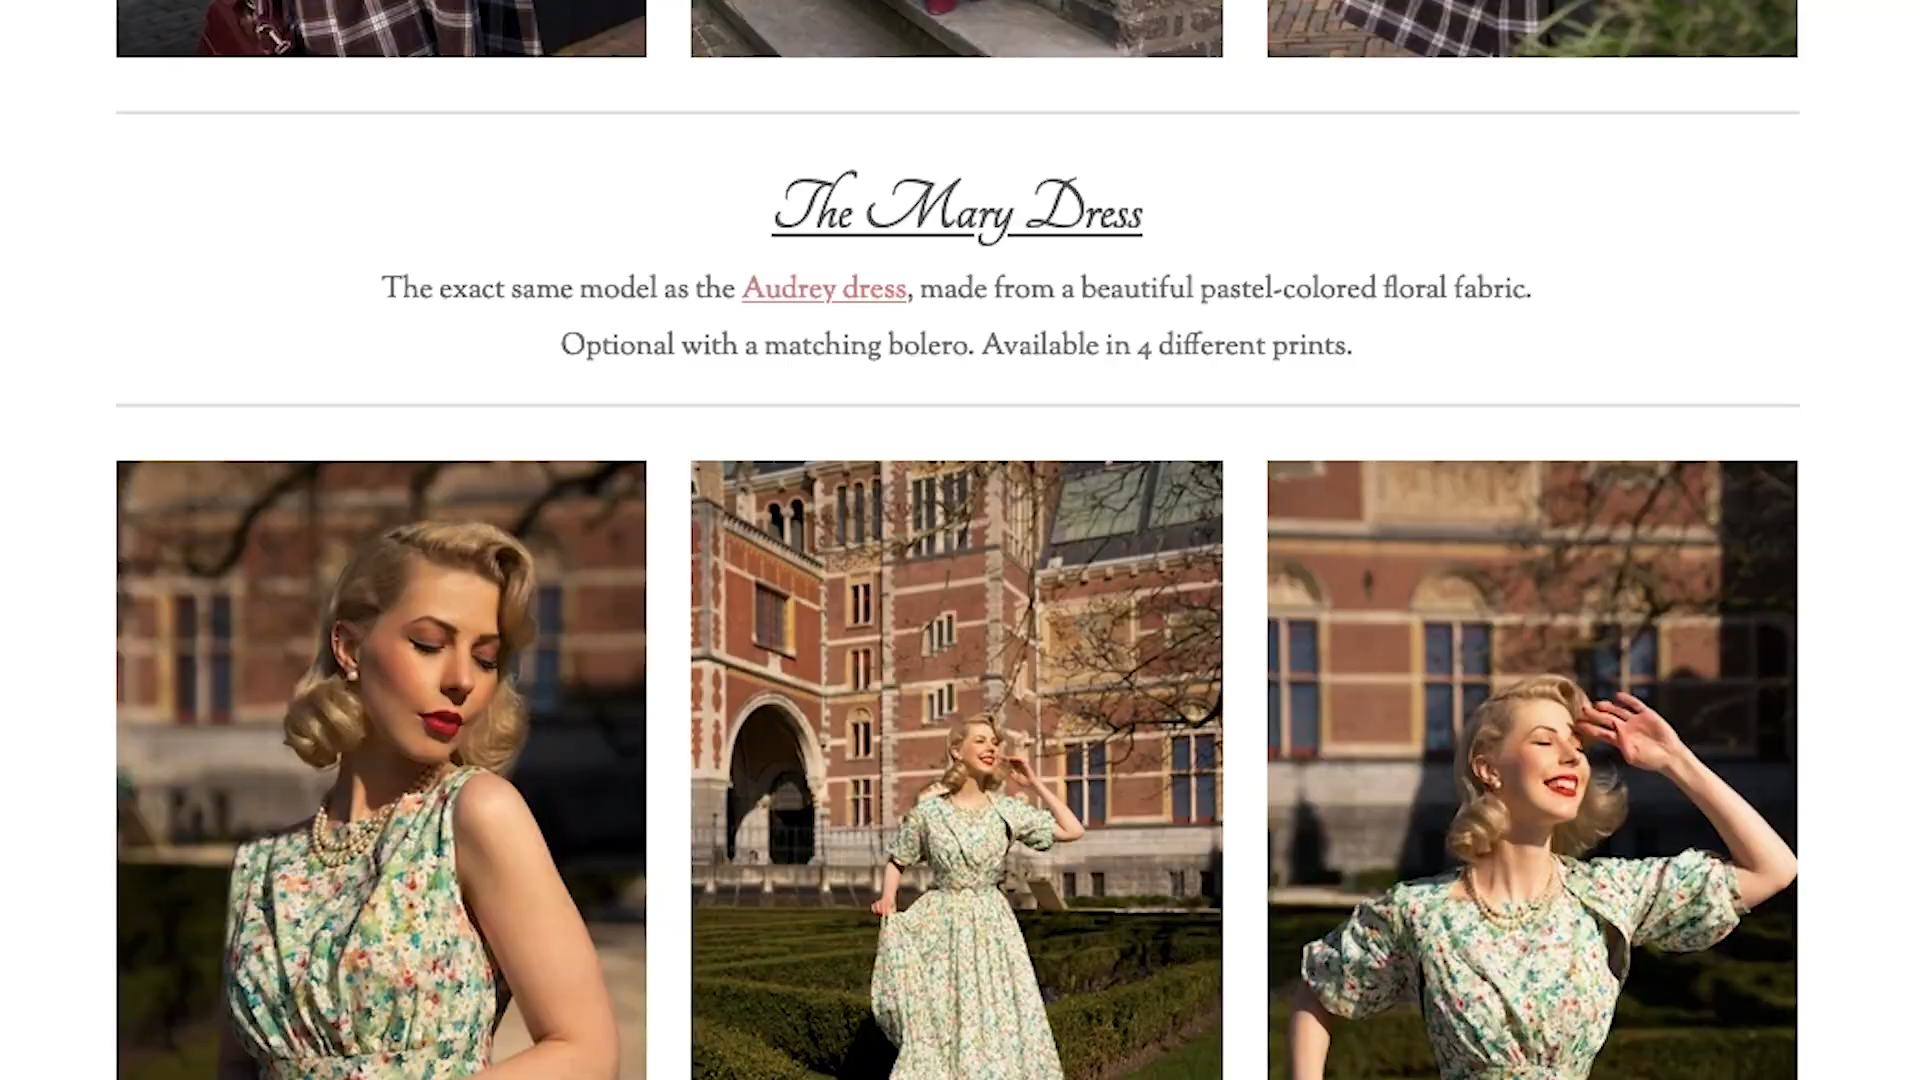 The Mary Dress
The exact same model as the Audrey dress, made from a beautiful pastel-colored floral fabric.
Optional with a matching bolero. Available in 4 different prints.